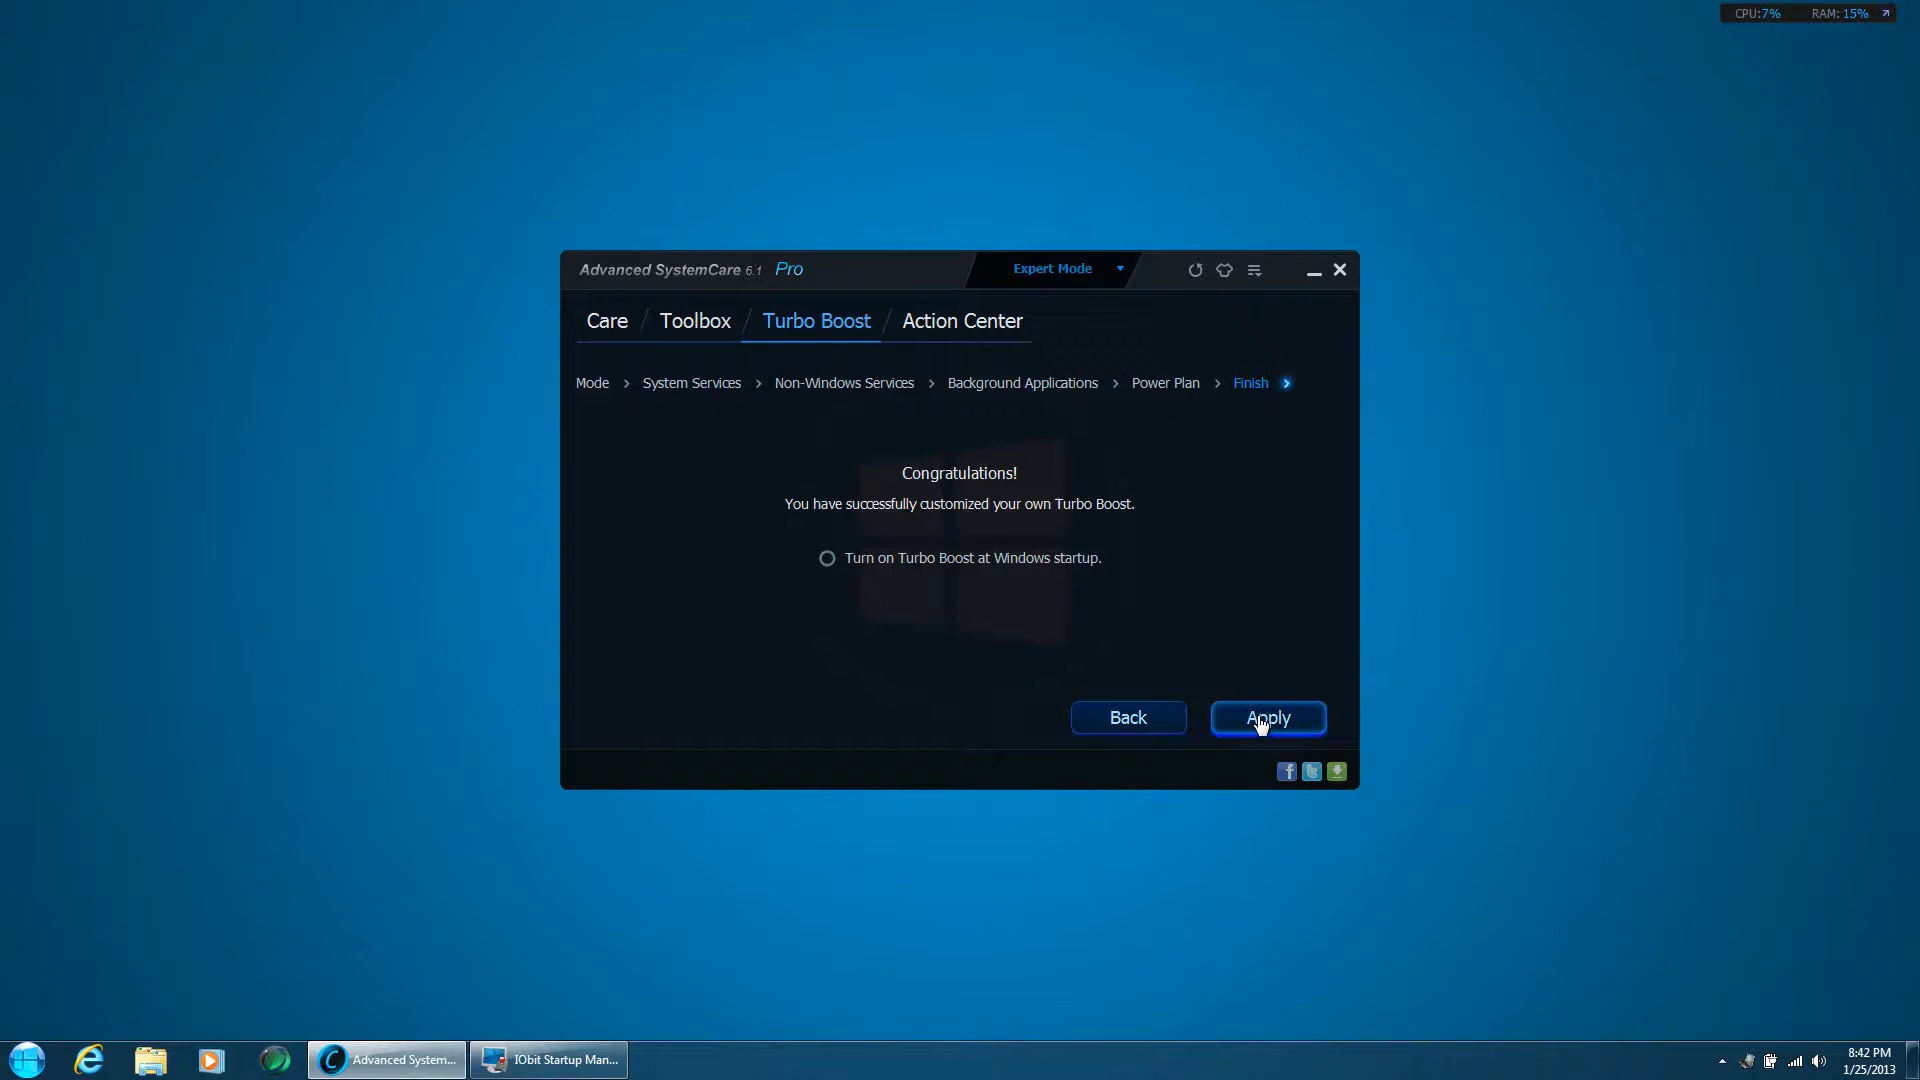 CPU:7% RAM: 15%
Advanced SystemCare 6.1 Pro
Expert Mode
Care / Toolbox / Turbo Boost / Action Center
Mode > System Services > Non-Windows Services > Background Applications > Power Plan > Finish >
Congratulations!
You have successfully customized your own Turbo Boost.
Turn on Turbo Boost at Windows startup.
Back Apply
Advanced System... IObit Startup Man...
8:42 PM
1/25/2013